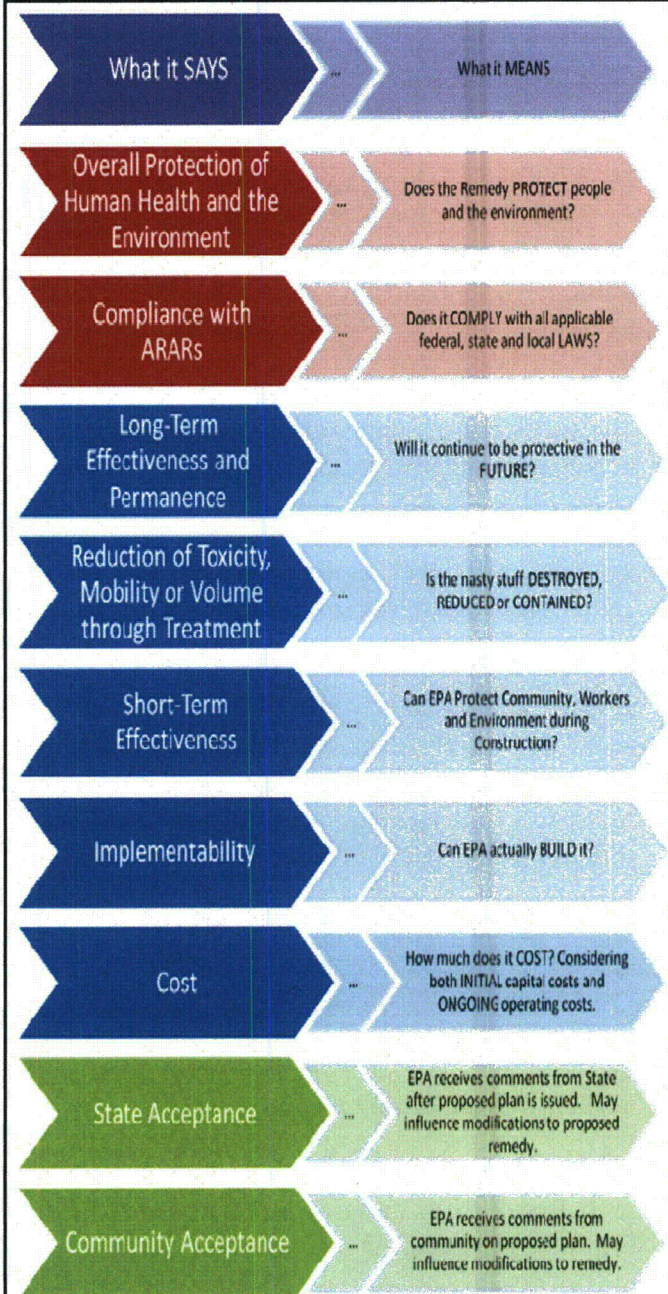 What it SAYS
...
What it MEANS
Overall Protection of
Human Health and the
Environment
...
Does the Remedy PROTECT people
and the environment?
Compliance with
ARARs
...
Does it COMPLY with all applicable
federal, state and local LAWS?
Long-Term
Effectiveness and
Permanence
...
Will it continue to be protective in the
FUTURE?
Reduction of Toxicity,
Mobility or Volume
through Treatment
...
Is the nasty stuff DESTROYED,
REDUCED or CONTAINED?
Short-Term
Effectiveness
...
Can EPA Protect Community, Workers
and Environment during
Construction?
Implementability
...
Can EPA actually BUILD it?
Cost
...
How much does it COST? Considering
both INITIAL capital costs and
ONGOING operating costs.
State Acceptance
...
EPA receives comments from State
after proposed plan is issued. May
influence modifications to proposed
remedy.
Community Acceptance
...
EPA receives comments from
community on proposed plan. May
influence modifications to remedy.